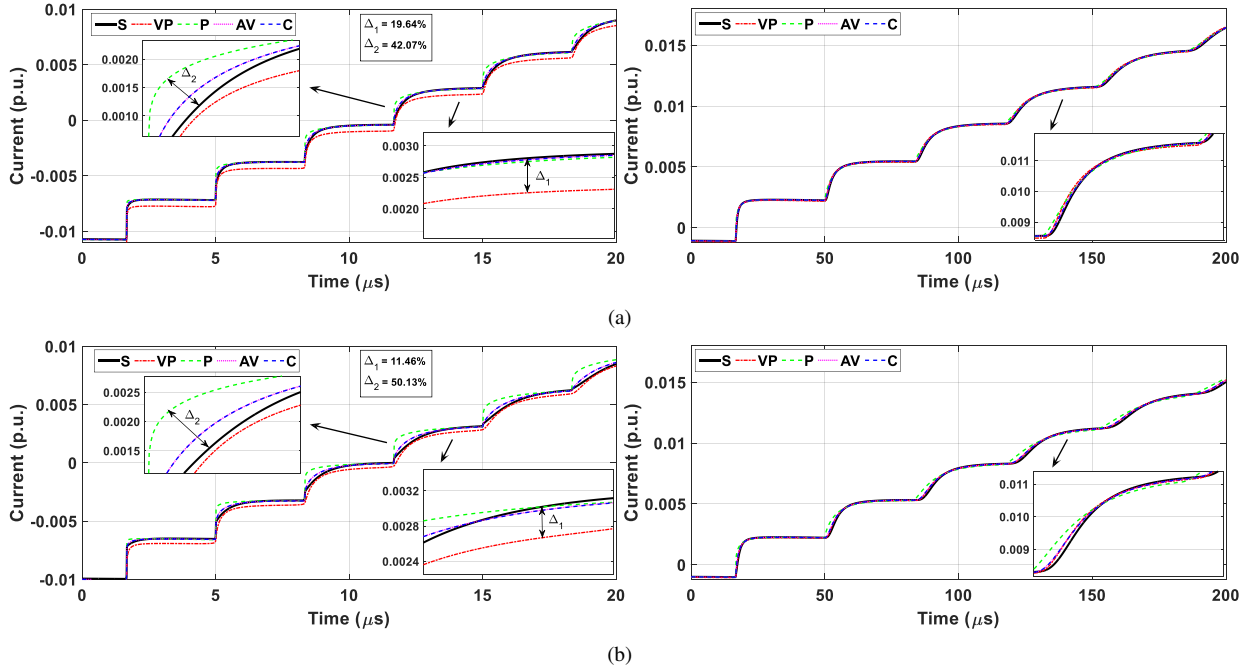 (a)
0.01
0.005
0
-0.005
-0.01
Current (p.u.)
S VP P AV C
Δ1 = 19.64%
Δ2 = 42.07%
0.0020
0.0015
0.0010
Δ2
0.0030
0.0025
0.0020
Δ1
0 5 10 15 20
Time (μs)
0.015
0.01
0.005
0
Current (p.u.)
S VP P AV C
0.011
0.010
0.009
0 50 100 150 200
Time (μs)
(a)
0.01
0.005
0
-0.005
-0.01
Current (p.u.)
S VP P AV C
Δ1 = 11.46%
Δ2 = 50.13%
0.0025
0.0020
0.0015
Δ2
0.0030
0.0027
0.0024
Δ1
0 5 10 15 20
Time (μs)
0.015
0.01
0.005
0
Current (p.u.)
S VP P AV C
0.011
0.010
0.009
0 50 100 150 200
Time (μs)
(b)